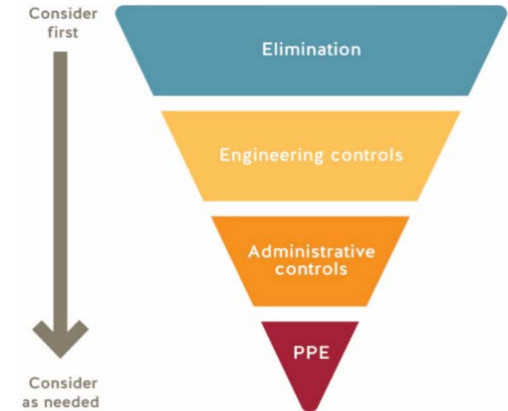 Consider
first
Elimination
Engineering controls
Administrative
controls
PPE
Consider
as needed